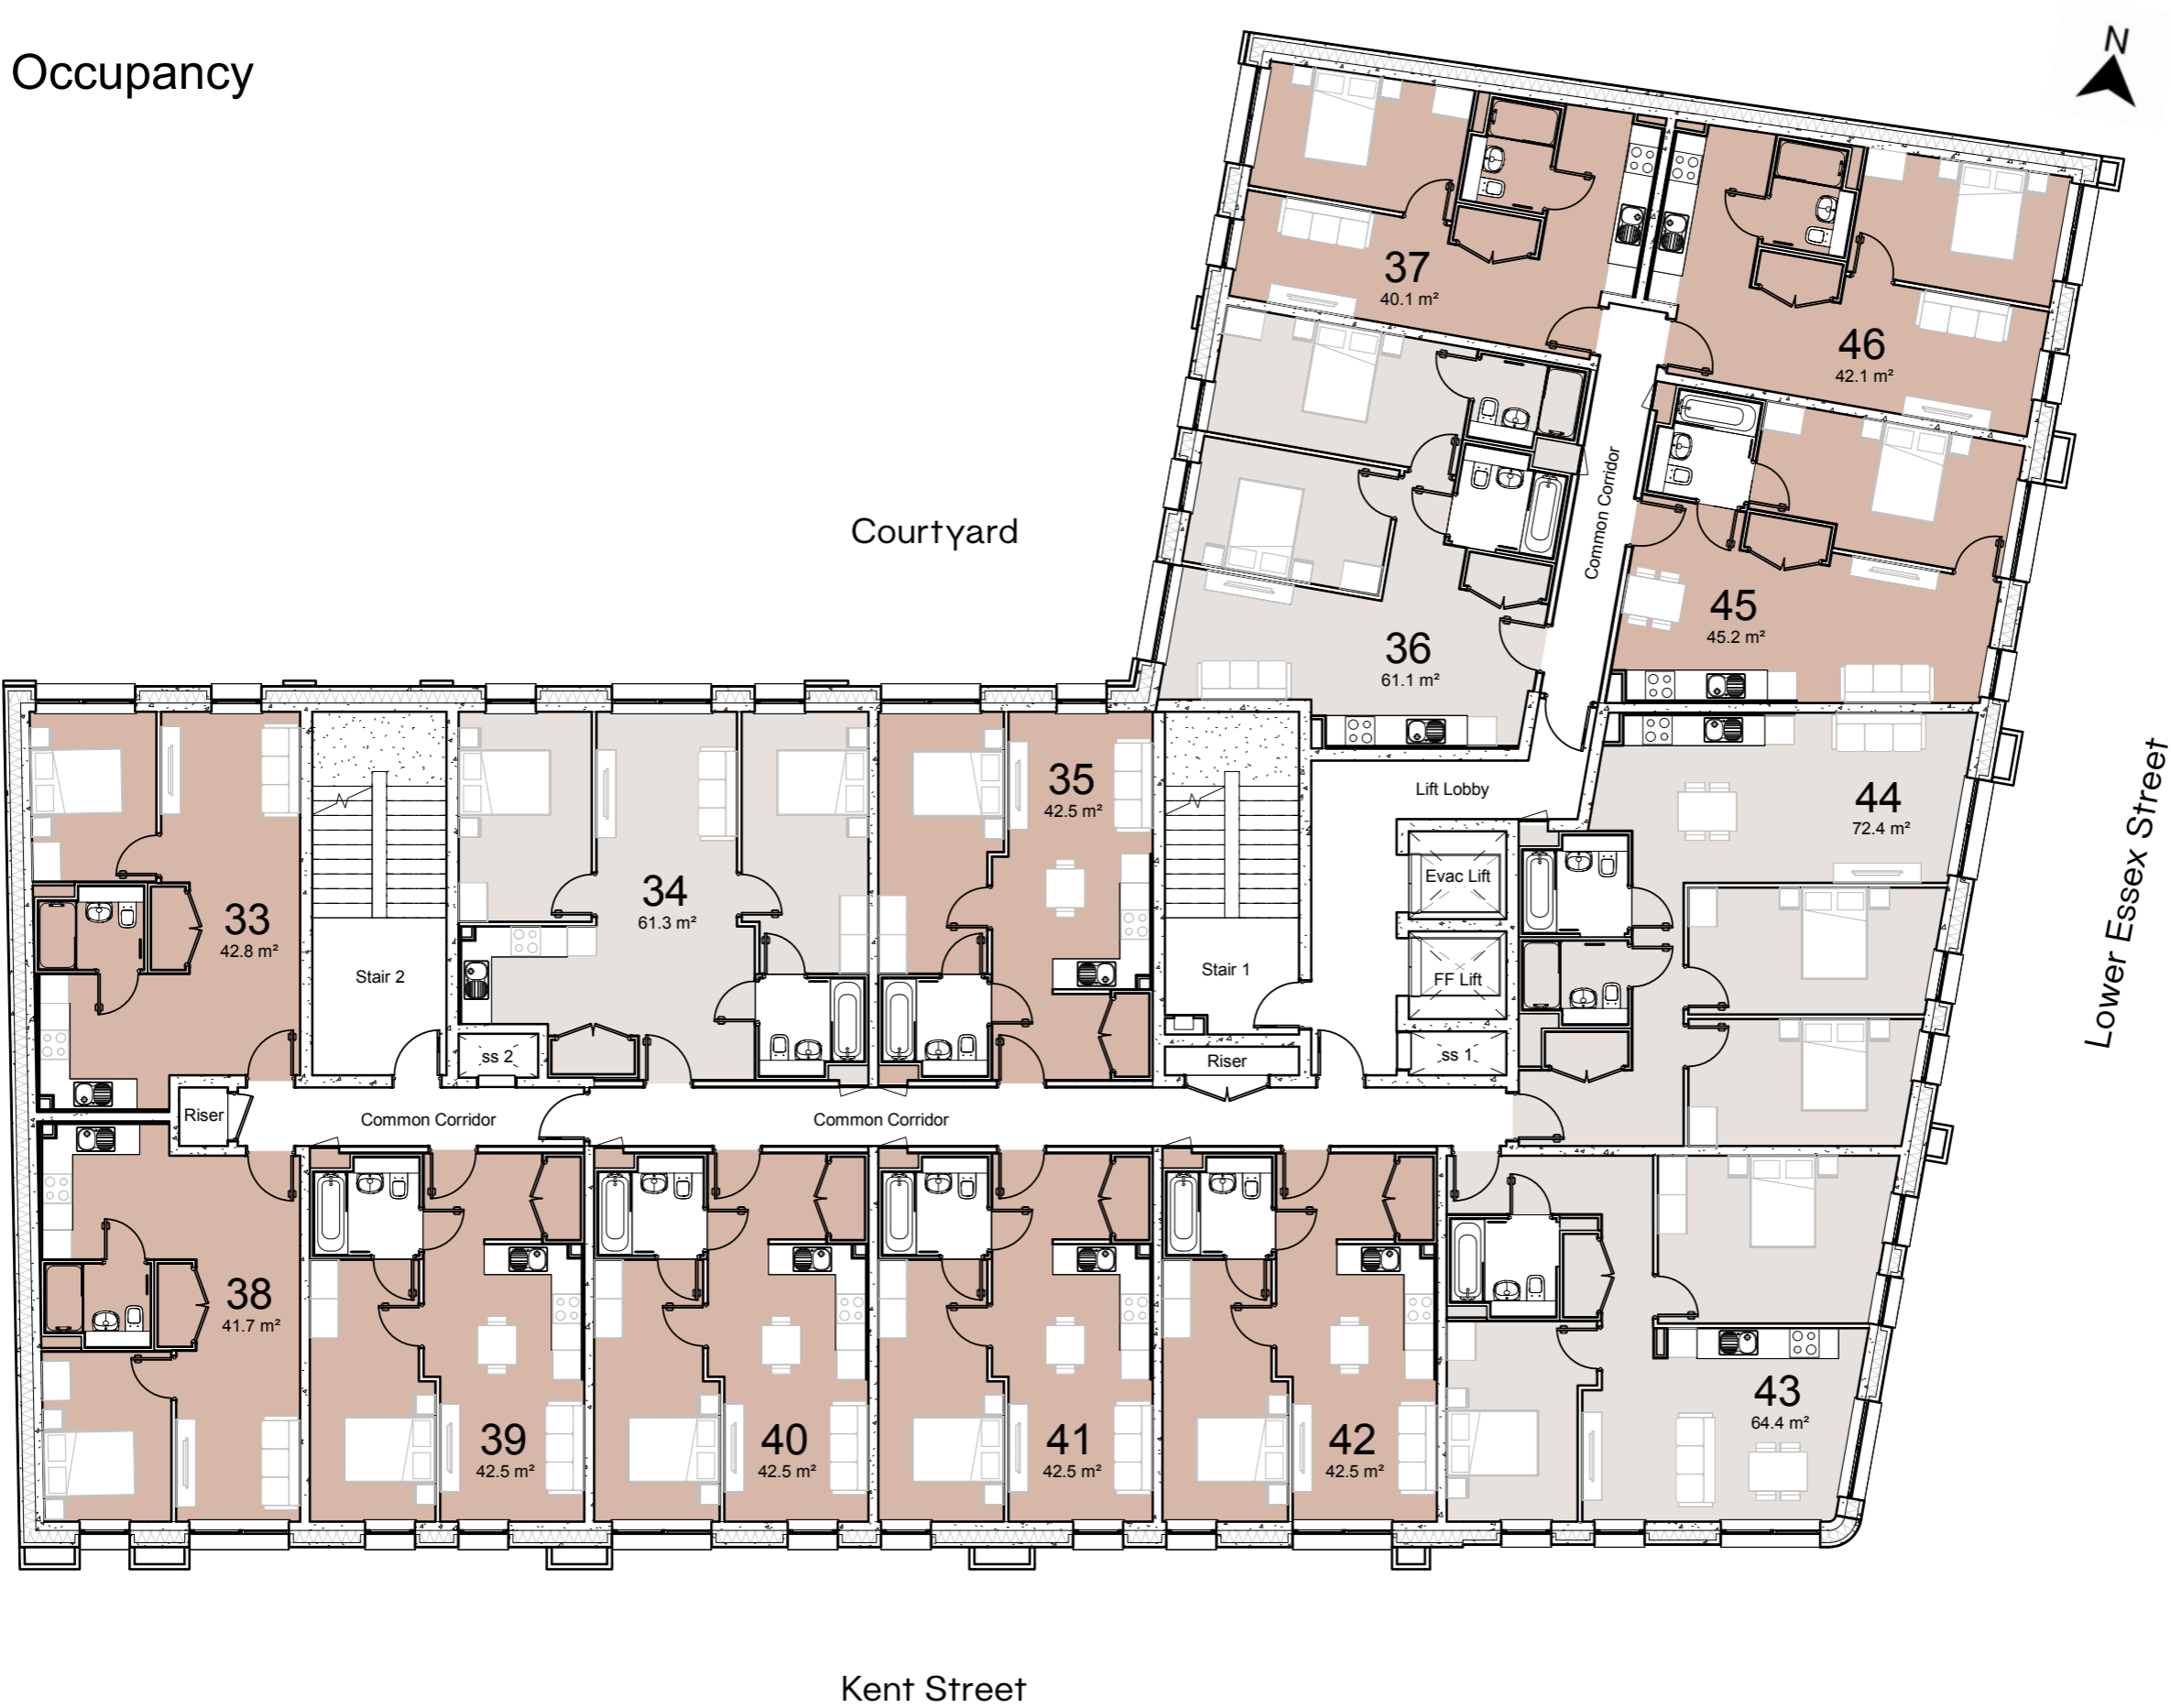 N
Occupancy
37
40.1 m²
46
42.1 m²
Common Corridor
Courtyard
45
45.2 m²
36
61.1 m²
Lower Essex Street
35
42.5 m²
Lift Lobby
44
72.4 m²
Evac Lift
34
61.3 m²
33
42.8 m²
Stair 2
Stair 1
FF Lift
ss 2
Riser
ss 1
Riser
Common Corridor
Common Corridor
38
41.7 m²
43
64.4 m²
39
42.5 m²
40
42.5 m²
41
42.5 m²
42
42.5 m²
Kent Street